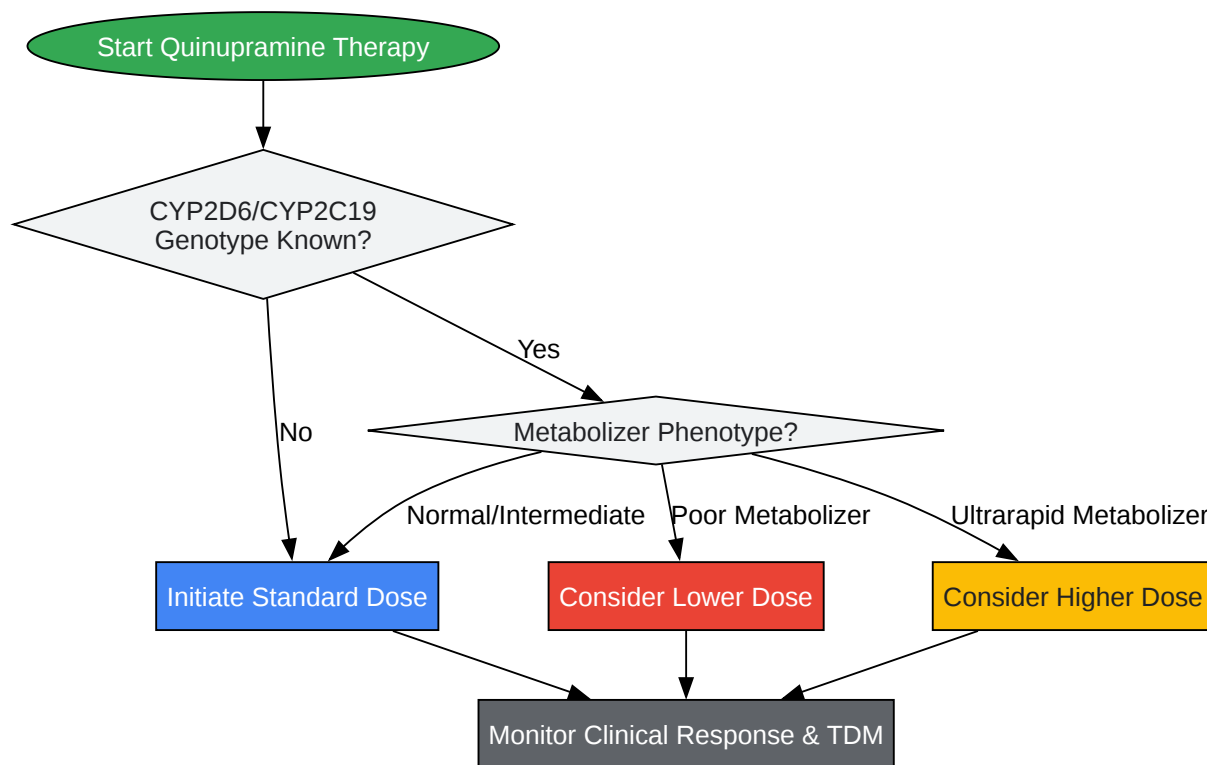 Start Quinupramine Therapy
CYP2D6/CYP2C19
Genotype Known?
Yes
No
Metabolizer Phenotype?
Normal/Intermediate
Poor Metabolizer
Ultrarapid Metabolizer
Initiate Standard Dose
Consider Lower Dose
Consider Higher Dose
Monitor Clinical Response & TDM